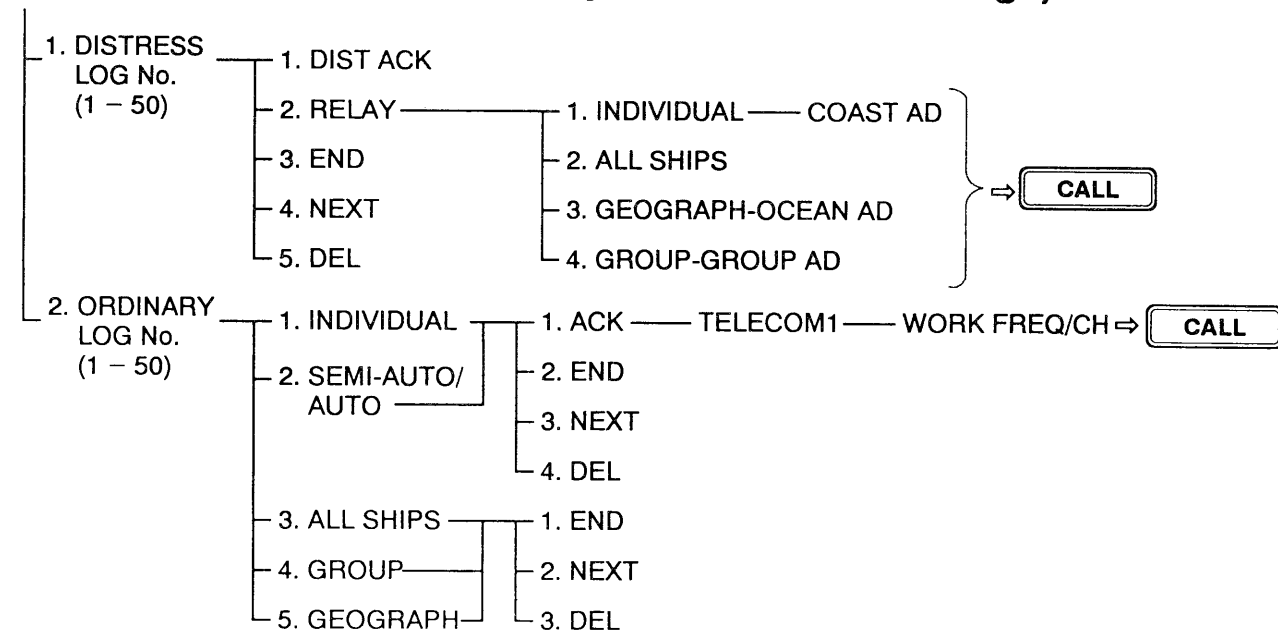 1. DISTRESS
LOG No.
(1 – 50)
1. DIST ACK
2. RELAY
3. END
4. NEXT
5. DEL
1. INDIVIDUAL
COAST AD
2. ALL SHIPS
3. GEOGRAPH-OCEAN AD
4. GROUP-GROUP AD
⇒ CALL
2. ORDINARY
LOG No.
(1 – 50)
1. INDIVIDUAL
2. SEMI-AUTO/
AUTO
1. ACK
TELECOM1
WORK FREQ/CH ⇒ CALL
2. END
3. NEXT
4. DEL
3. ALL SHIPS
4. GROUP
5. GEOGRAPH
1. END
2. NEXT
3. DEL